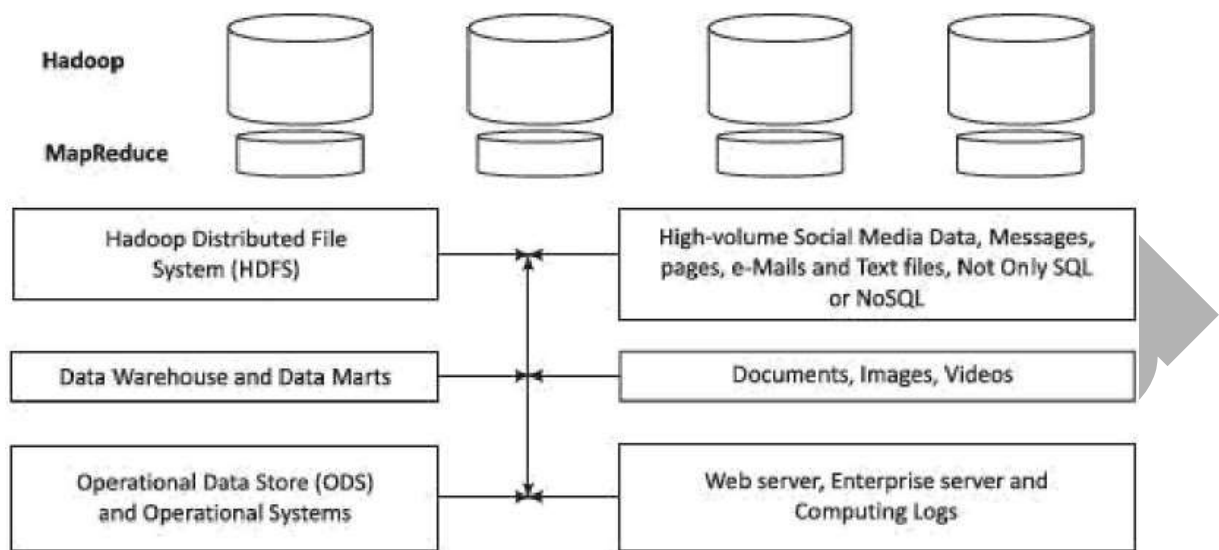 Hadoop
MapReduce
Hadoop Distributed File
System (HDFS)
High-volume Social Media Data, Messages,
pages, e-Mails and Text files, Not Only SQL
or NoSQL
Data Warehouse and Data Marts
Documents, Images, Videos
Operational Data Store (ODS)
and Operational Systems
Web server, Enterprise server and
Computing Logs